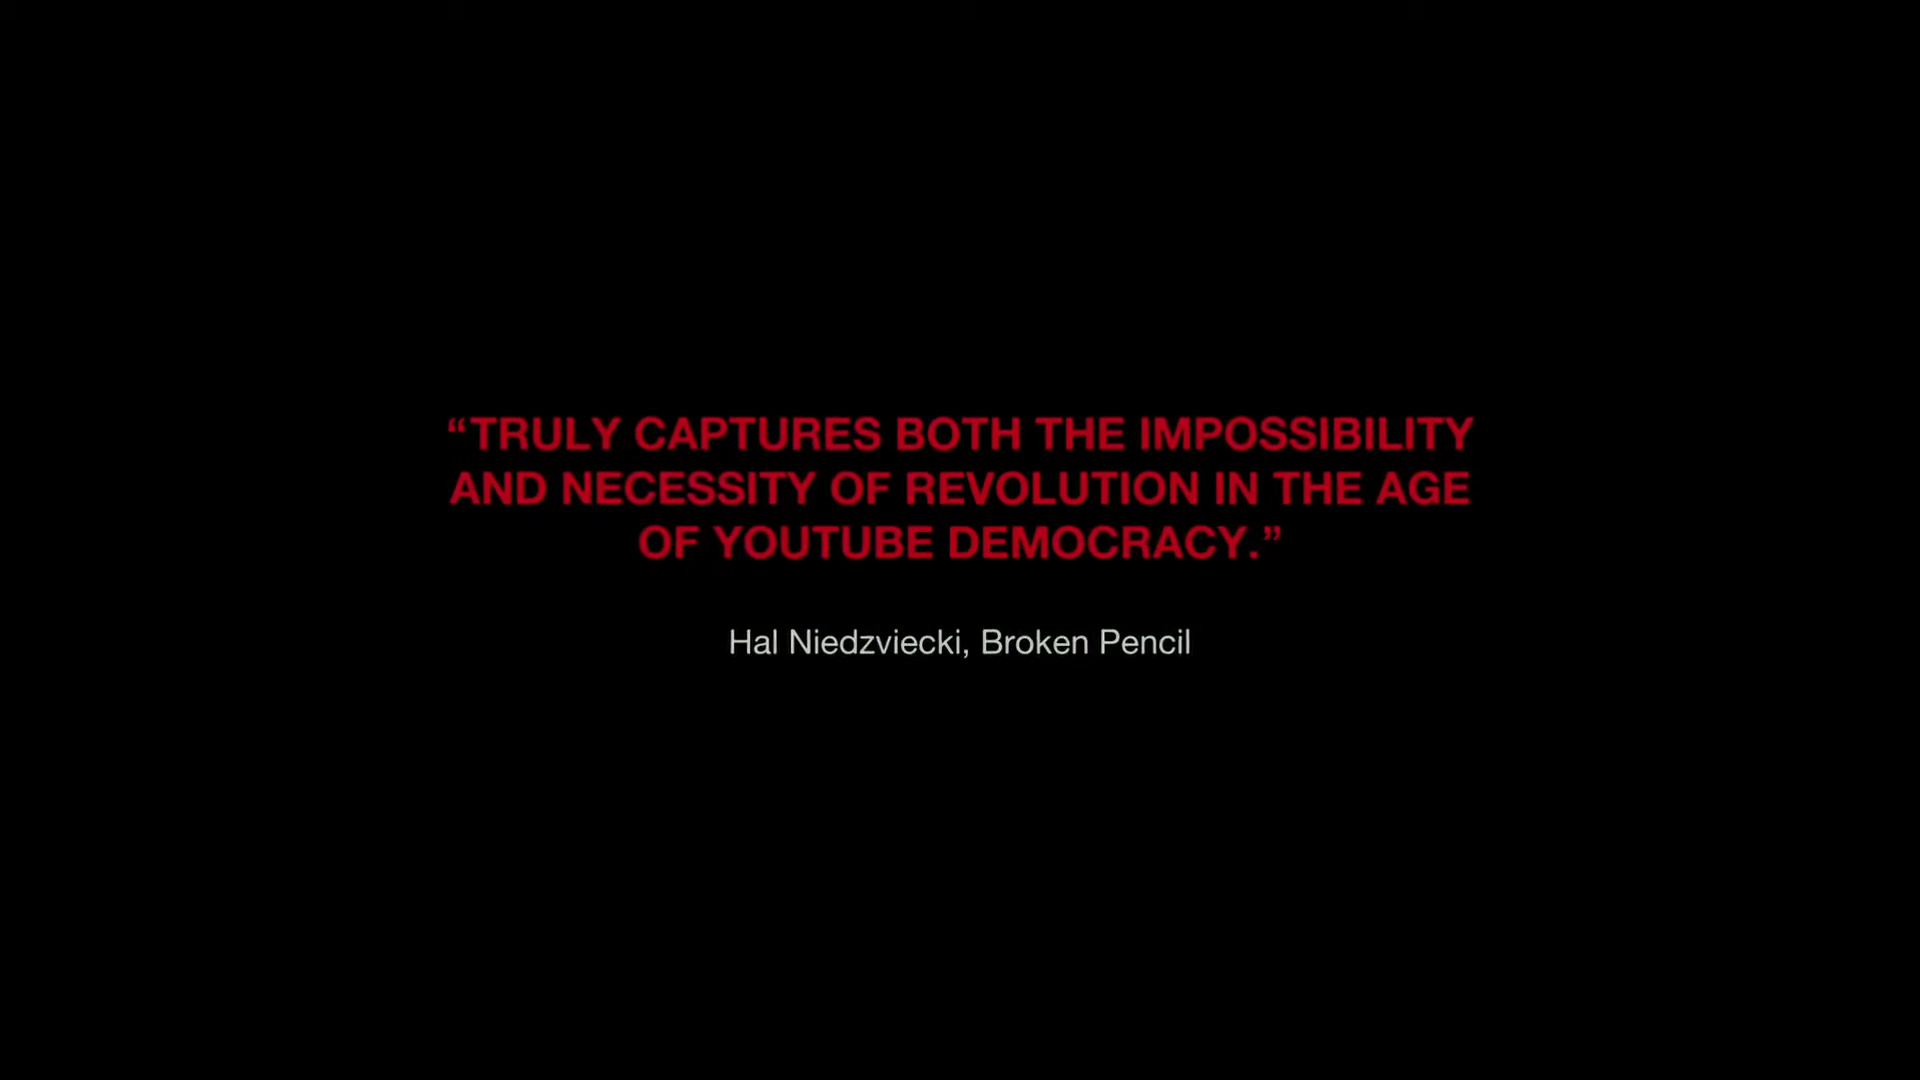 “TRULY CAPTURES BOTH THE IMPOSSIBILITY
AND NECESSITY OF REVOLUTION IN THE AGE
OF YOUTUBE DEMOCRACY.”
Hal Niedzviecki, Broken Pencil